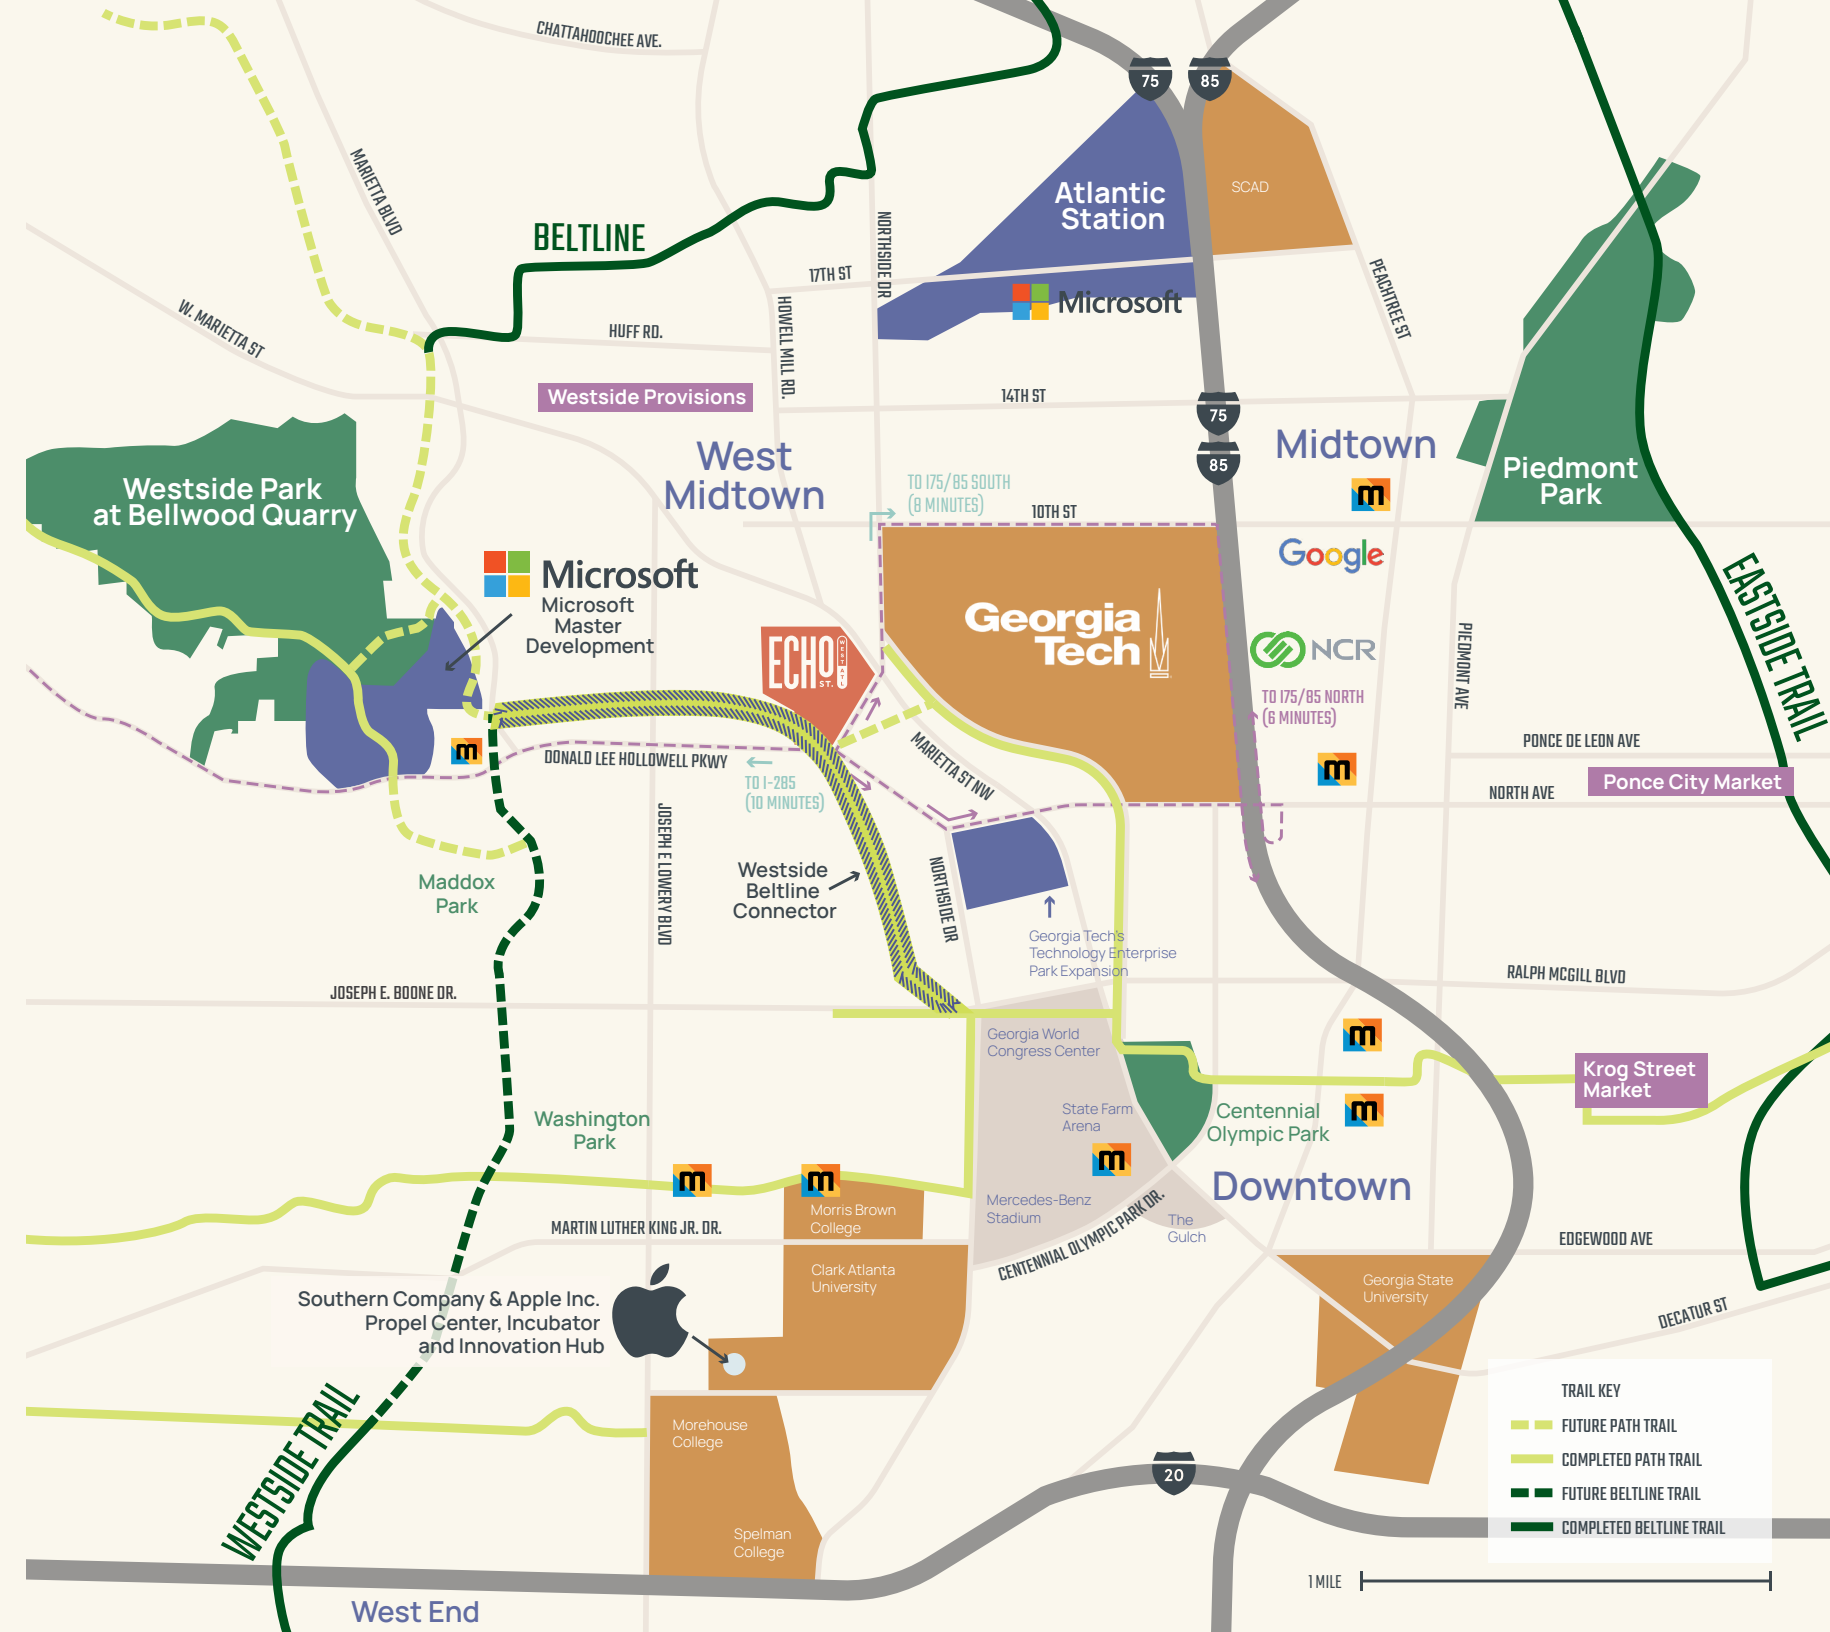 CHATTAHOOCHEE AVE.
75
85
MARIETTA BLVD
BELTLINE
NORTHSIDE DR
Atlantic
Station
SCAD
17TH ST
PEACHTREE ST
W. MARIETTA ST
HUFF RD.
HOWELL MILL RD.
Microsoft
Westside Provisions
14TH ST
75
85
West
Midtown
Midtown
m
Piedmont
Park
Westside Park
at Bellwood Quarry
TO I75/85 SOUTH
(8 MINUTES)
10TH ST
Google
EASTSIDE TRAIL
Microsoft
Microsoft
Master
Development
ECHO
ST.
WEST ATL
Georgia
Tech
NCR
PIEDMONT AVE
TO I75/85 NORTH
(6 MINUTES)
m
DONALD LEE HOLLOWELL PKWY
TO I-285
(10 MINUTES)
MARIETTA ST NW
m
PONCE DE LEON AVE
Ponce City Market
NORTH AVE
JOSEPH E LOWERY BLVD
Maddox
Park
Westside
Beltline
Connector
NORTHSIDE DR
Georgia Tech's
Technology Enterprise
Park Expansion
RALPH MCGILL BLVD
JOSEPH E. BOONE DR.
Georgia World
Congress Center
m
Krog Street
Market
State Farm
Arena
m
Centennial
Olympic Park
m
Washington
Park
m
m
Downtown
Mercedes-Benz
Stadium
The
Gulch
CENTENNIAL OLYMPIC PARK DR.
Morris Brown
College
MARTIN LUTHER KING JR. DR.
EDGEWOOD AVE
Clark Atlanta
University
Georgia State
University
DECATUR ST
Southern Company & Apple Inc.
Propel Center, Incubator
and Innovation Hub
WESTSIDE TRAIL
Morehouse
College
Spelman
College
20
West End
TRAIL KEY
FUTURE PATH TRAIL
COMPLETED PATH TRAIL
FUTURE BELTLINE TRAIL
COMPLETED BELTLINE TRAIL
1 MILE